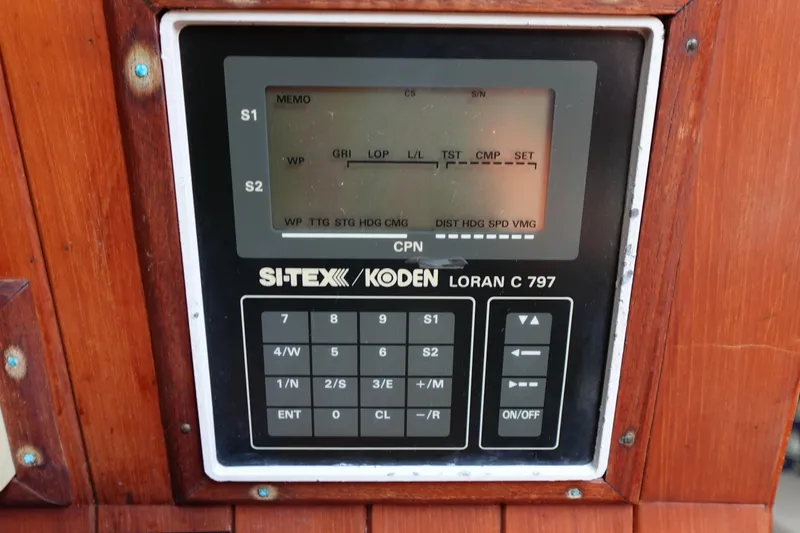 CS S/N
MEMO
S1
GRI LOP L/L TST CMP SET
WP
S2
WP TTG STG HDG CMG DIST HDG SPD VMG
CPN
SI-TEX/KODEN LORAN C 797
7 8 9 S1 ▼▲
4/W 5 6 S2 ◄—
1/N 2/S 3/E +/M ►---
ENT 0 CL −/R ON/OFF